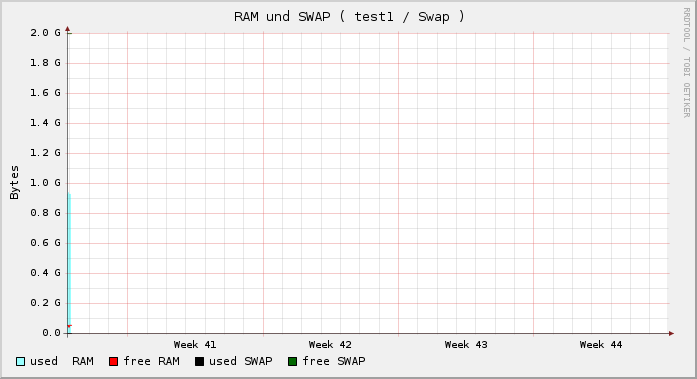 RAM und SWAP ( test1 / Swap )
RRDTOOL / TOBI OETIKER
Bytes
2.0 G
1.8 G
1.6 G
1.4 G
1.2 G
1.0 G
0.8 G
0.6 G
0.4 G
0.2 G
0.0
Week 41 Week 42 Week 43 Week 44
used RAM free RAM used SWAP free SWAP